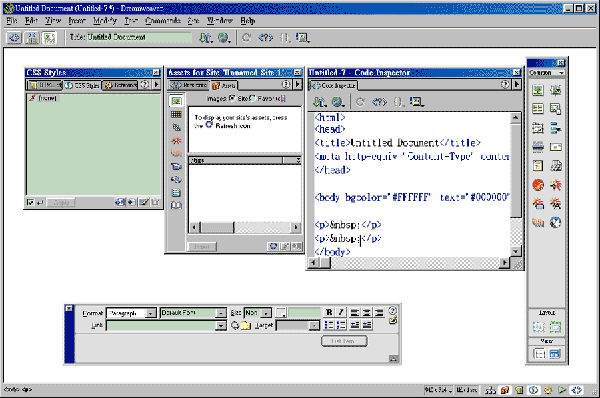 Untitled Document (Untitled-7*) - Dreamweaver
File Edit View Insert Modify Text Commands Site Window Help
Title: Untitled Document
CSS Styles
CSS Styles
(none)
Apply
Assets for Site 'Unnamed Site 1'
Assets
Images: Site Favorites
To display your site's assets, press
the Refresh icon.
Insert
Untitled-7 - Code Inspector
Code Inspector
<html>
<head>
<title>Untitled Document</title>
<meta http-equiv="Content-Type" conten
</head>
<body bgcolor="#FFFFFF" text="#000000"
<p>&nbsp;</p>
<p>&nbsp;</p>
</body>
Common
Layout
View
Format Paragraph Default Font Size None B I
Link Target
List Item...
<body> <p>